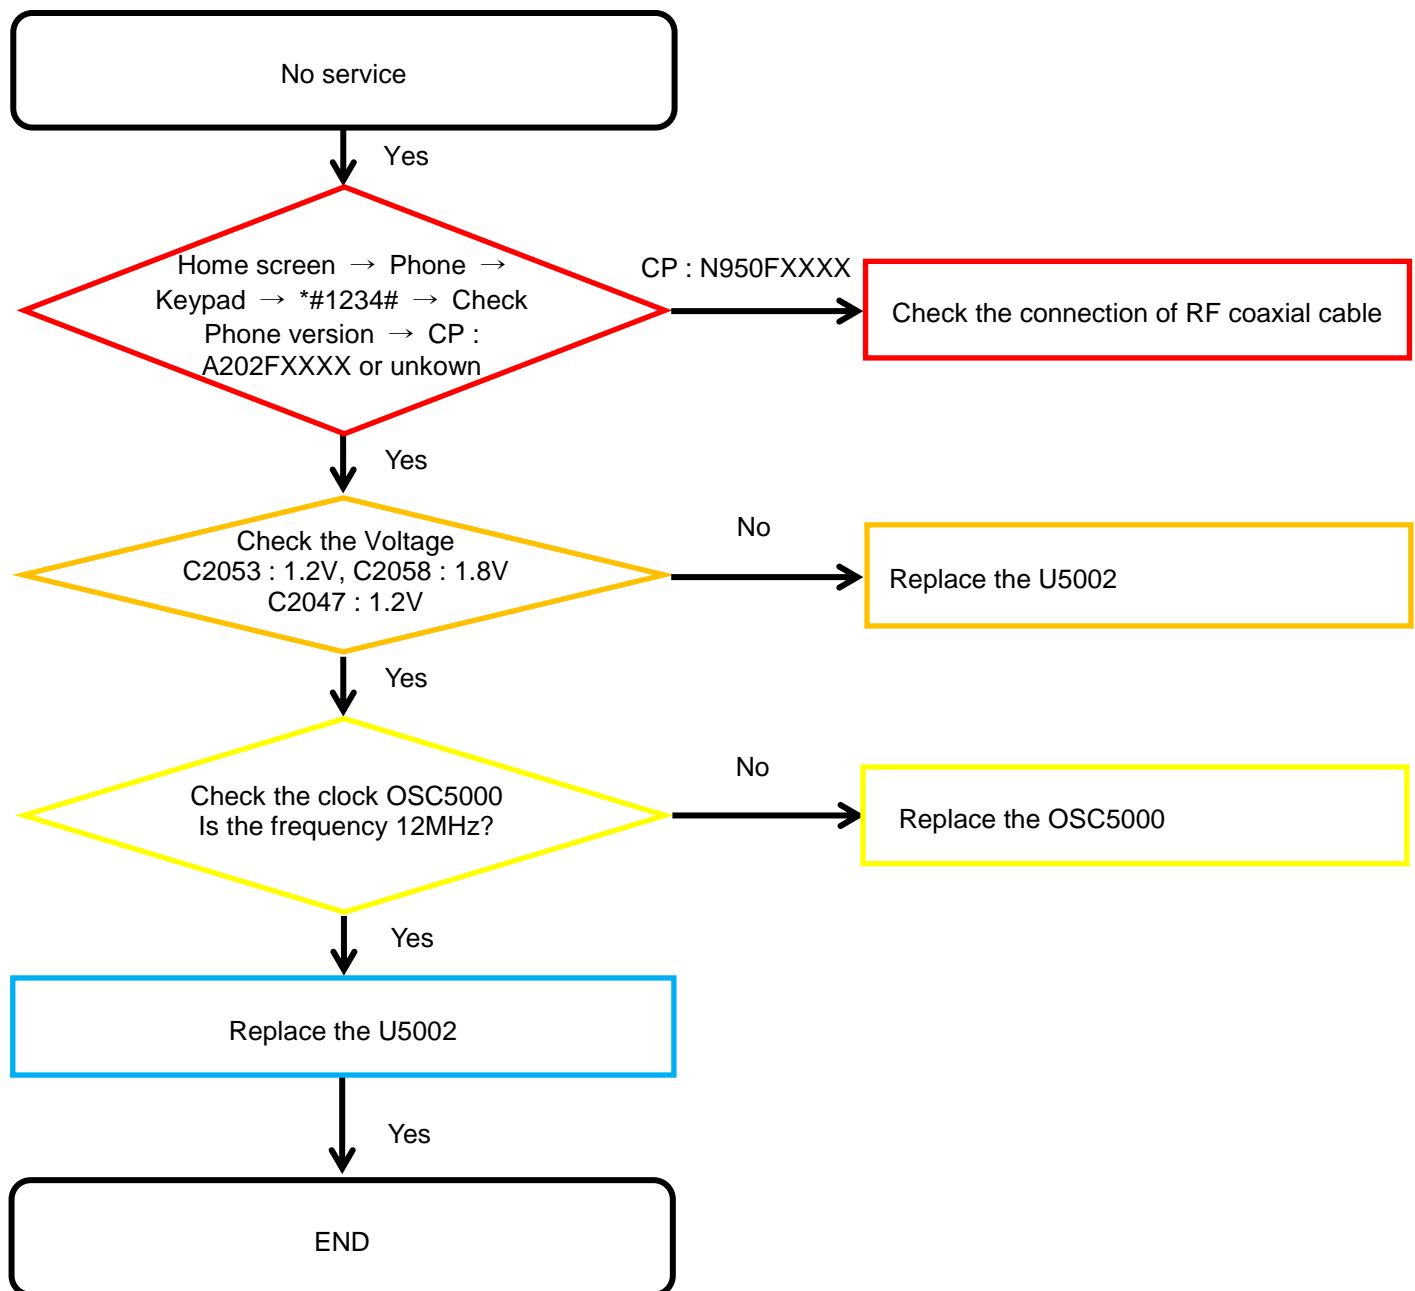 No service
Yes
Home screen → Phone →
Keypad → *#1234# → Check
Phone version → CP :
A202FXXXX or unkown
CP : N950FXXXX
Check the connection of RF coaxial cable
Yes
Check the Voltage
C2053 : 1.2V, C2058 : 1.8V
C2047 : 1.2V
No
Replace the U5002
Yes
Check the clock OSC5000
Is the frequency 12MHz?
No
Replace the OSC5000
Yes
Replace the U5002
Yes
END